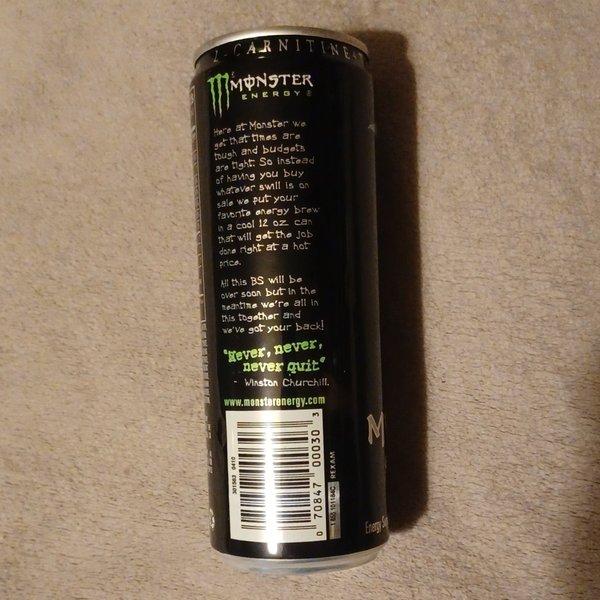 L-CARNITINE
MONSTER
ENERGY
Here at Monster we
get that times are
tough and budgets
are tight. So instead
of having you buy
whatever swill is on
sale we put your
favorite energy brew
in a cool 12 oz. can
that will get the job
done right at a hot
price.
All this BS will be
over soon but in the
meantime we're all in
this together and
we've got your back!
"Never, never,
never quit"
- Winston Churchill.
www.monsterenergy.com
301563 0410
0 70847 00030 3
REXAM
M
Energy